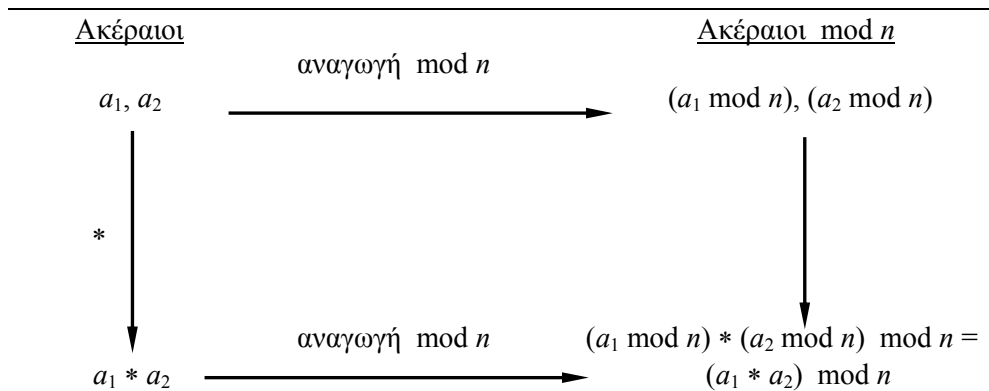 Ακέραιοι Ακέραιοι mod n
αναγωγή mod n
a₁, a₂ (a₁ mod n), (a₂ mod n)
*
αναγωγή mod n (a₁ mod n) * (a₂ mod n) mod n =
a₁ * a₂ (a₁ * a₂) mod n